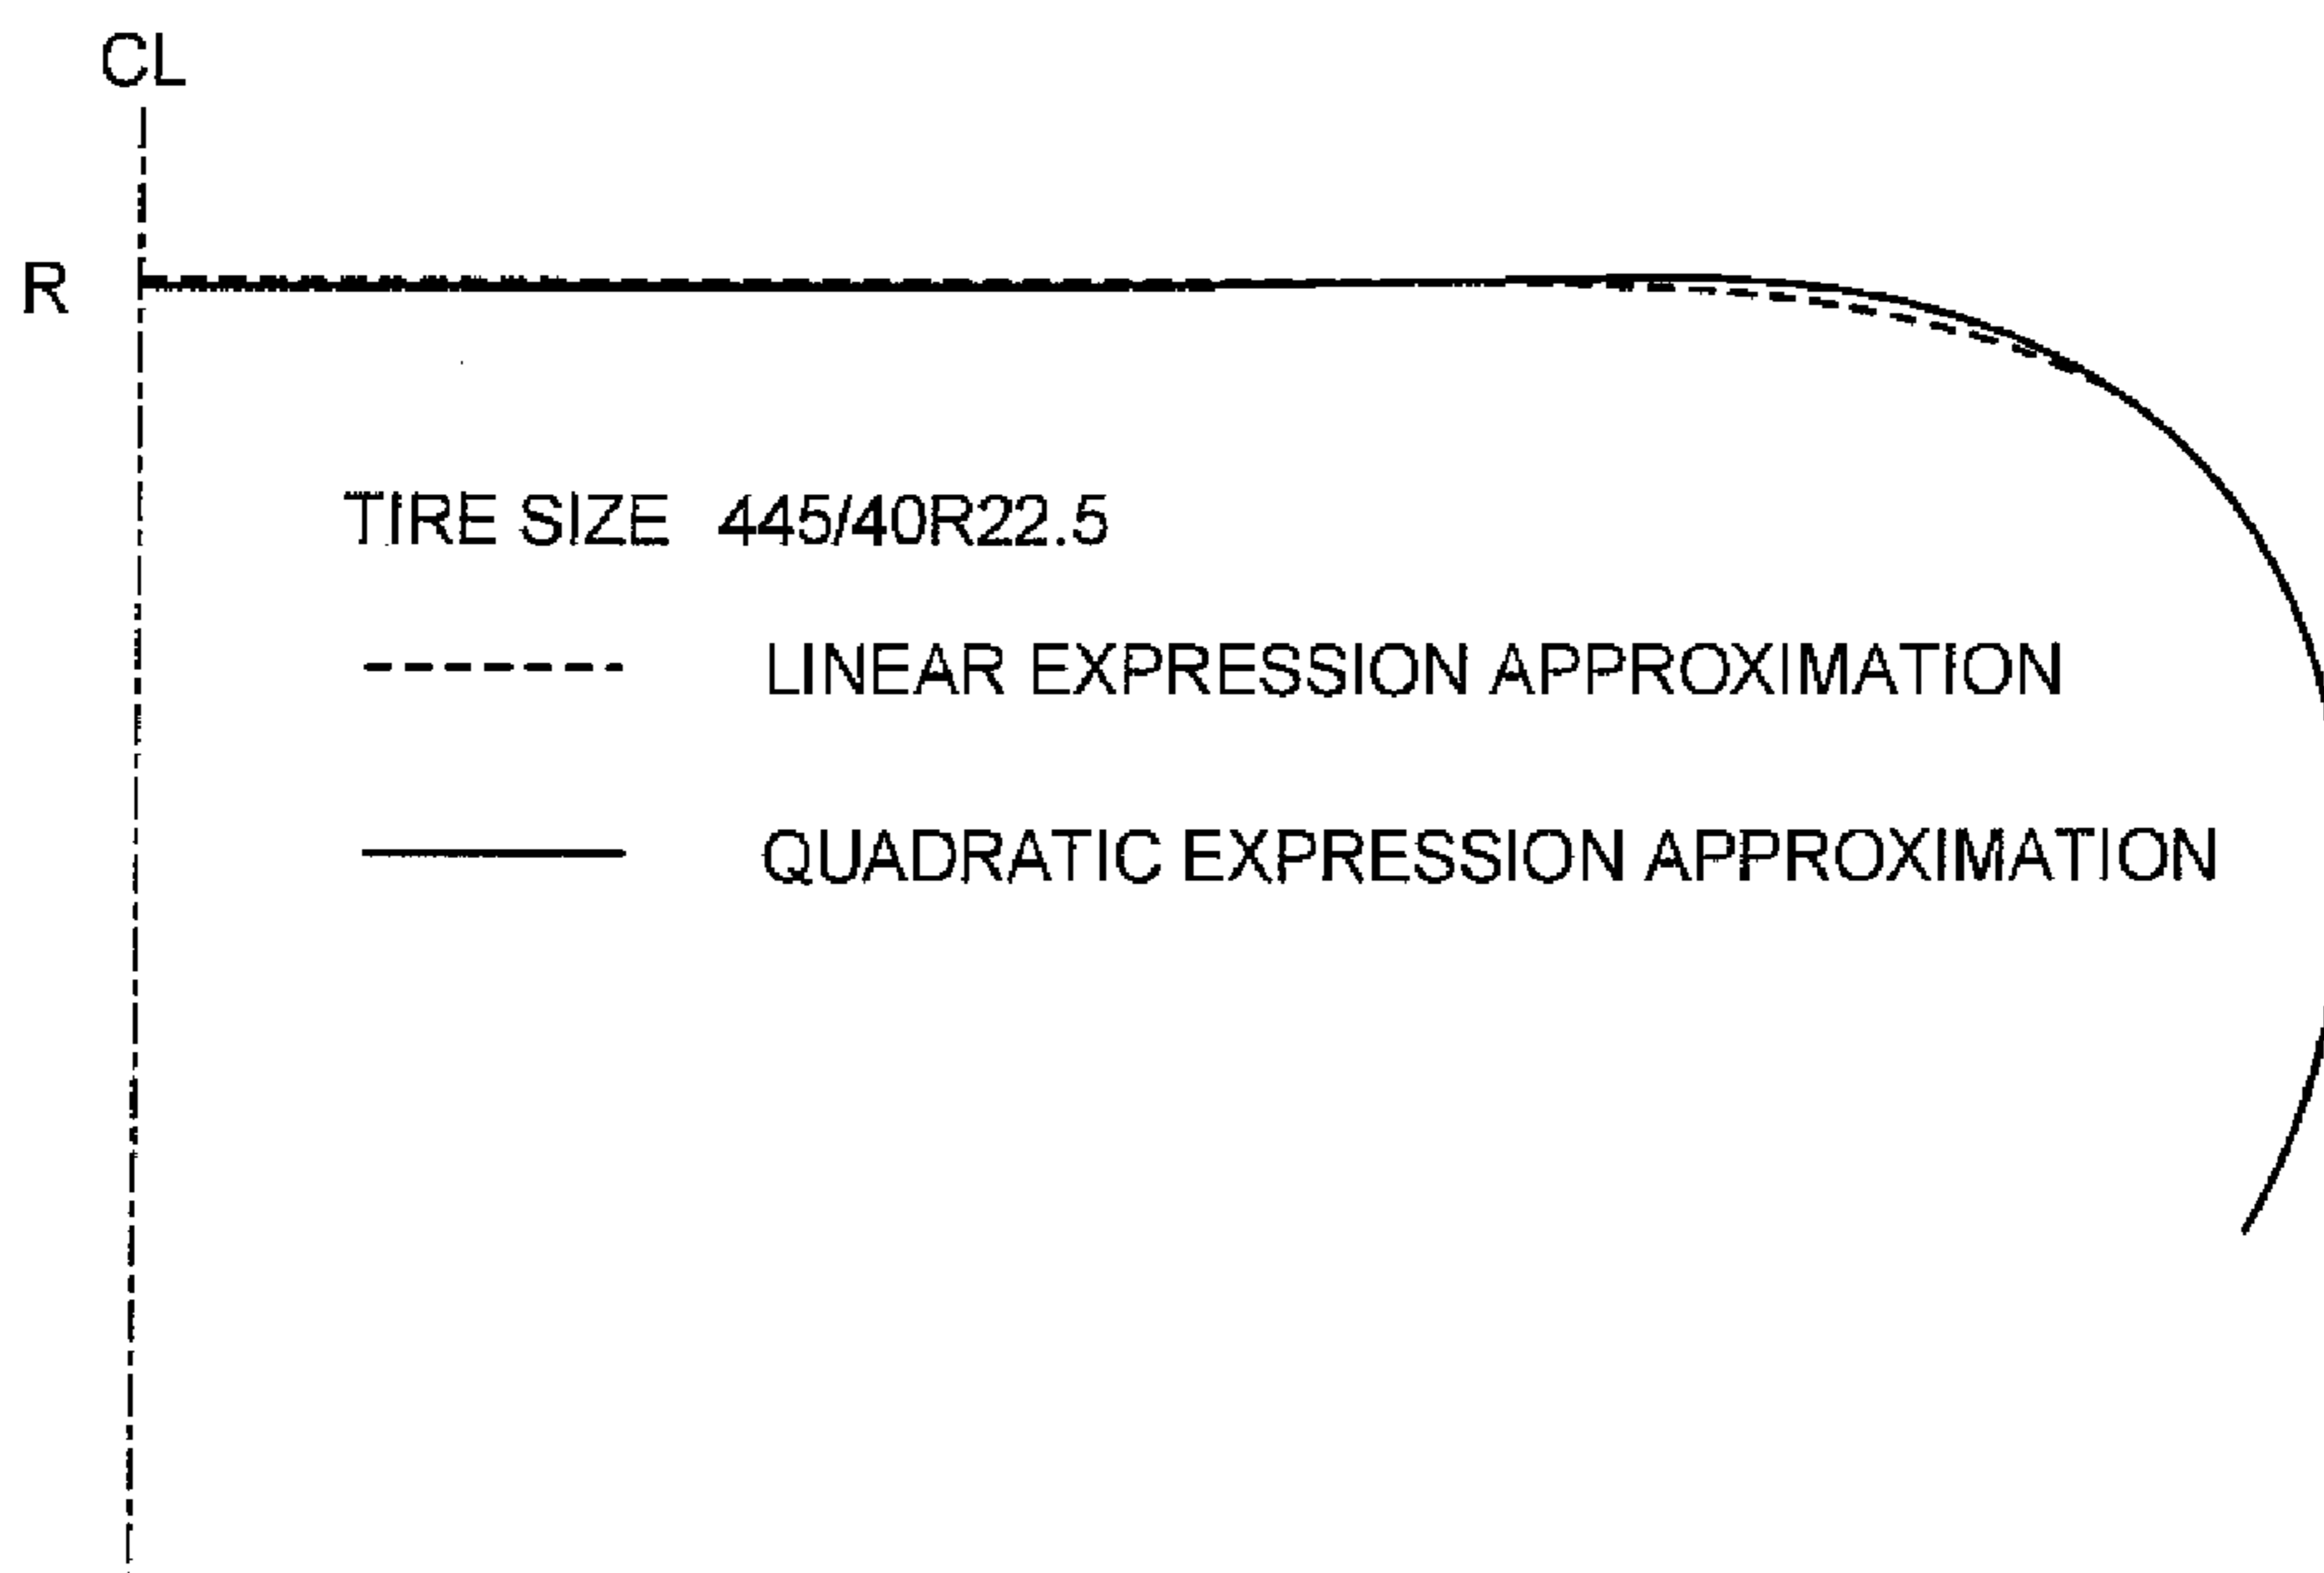 CL
R
TIRE SIZE 445/40R22.5
LINEAR EXPRESSION APPROXIMATION
QUADRATIC EXPRESSION APPROXIMATION